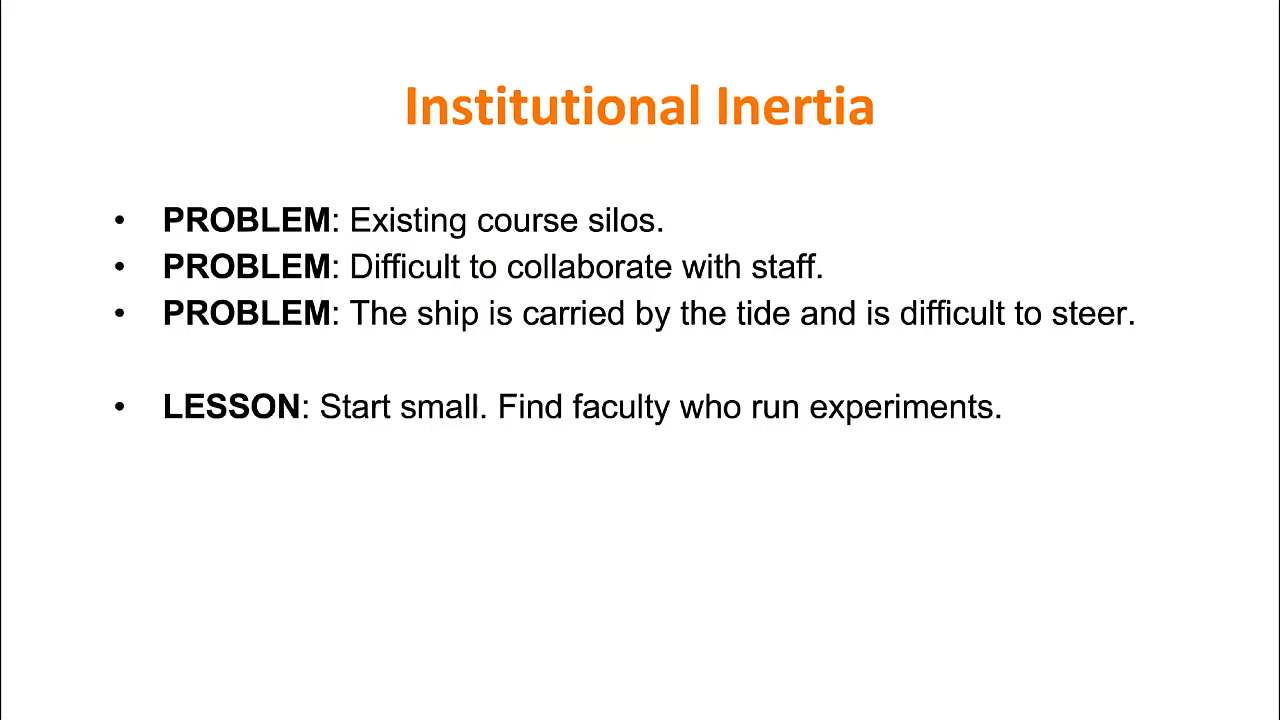 Institutional Inertia
• PROBLEM: Existing course silos.
• PROBLEM: Difficult to collaborate with staff.
• PROBLEM: The ship is carried by the tide and is difficult to steer.
• LESSON: Start small. Find faculty who run experiments.